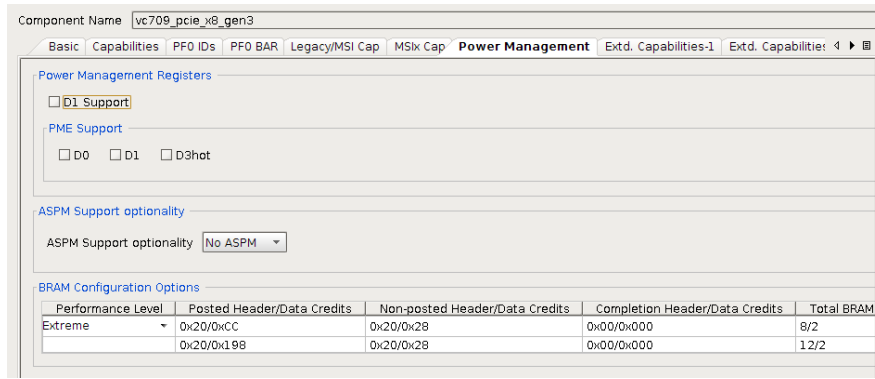 Component Name vc709_pcie_x8_gen3
Basic Capabilities PF0 IDs PF0 BAR Legacy/MSI Cap MSIx Cap Power Management Extd. Capabilities-1 Extd. Capabilities
Power Management Registers
D1 Support
PME Support
D0 D1 D3hot
ASPM Support optionality
ASPM Support optionality No ASPM
BRAM Configuration Options
Performance Level Posted Header/Data Credits Non-posted Header/Data Credits Completion Header/Data Credits Total BRAM
Extreme 0x20/0xCC 0x20/0x28 0x00/0x000 8/2
0x20/0x198 0x20/0x28 0x00/0x000 12/2